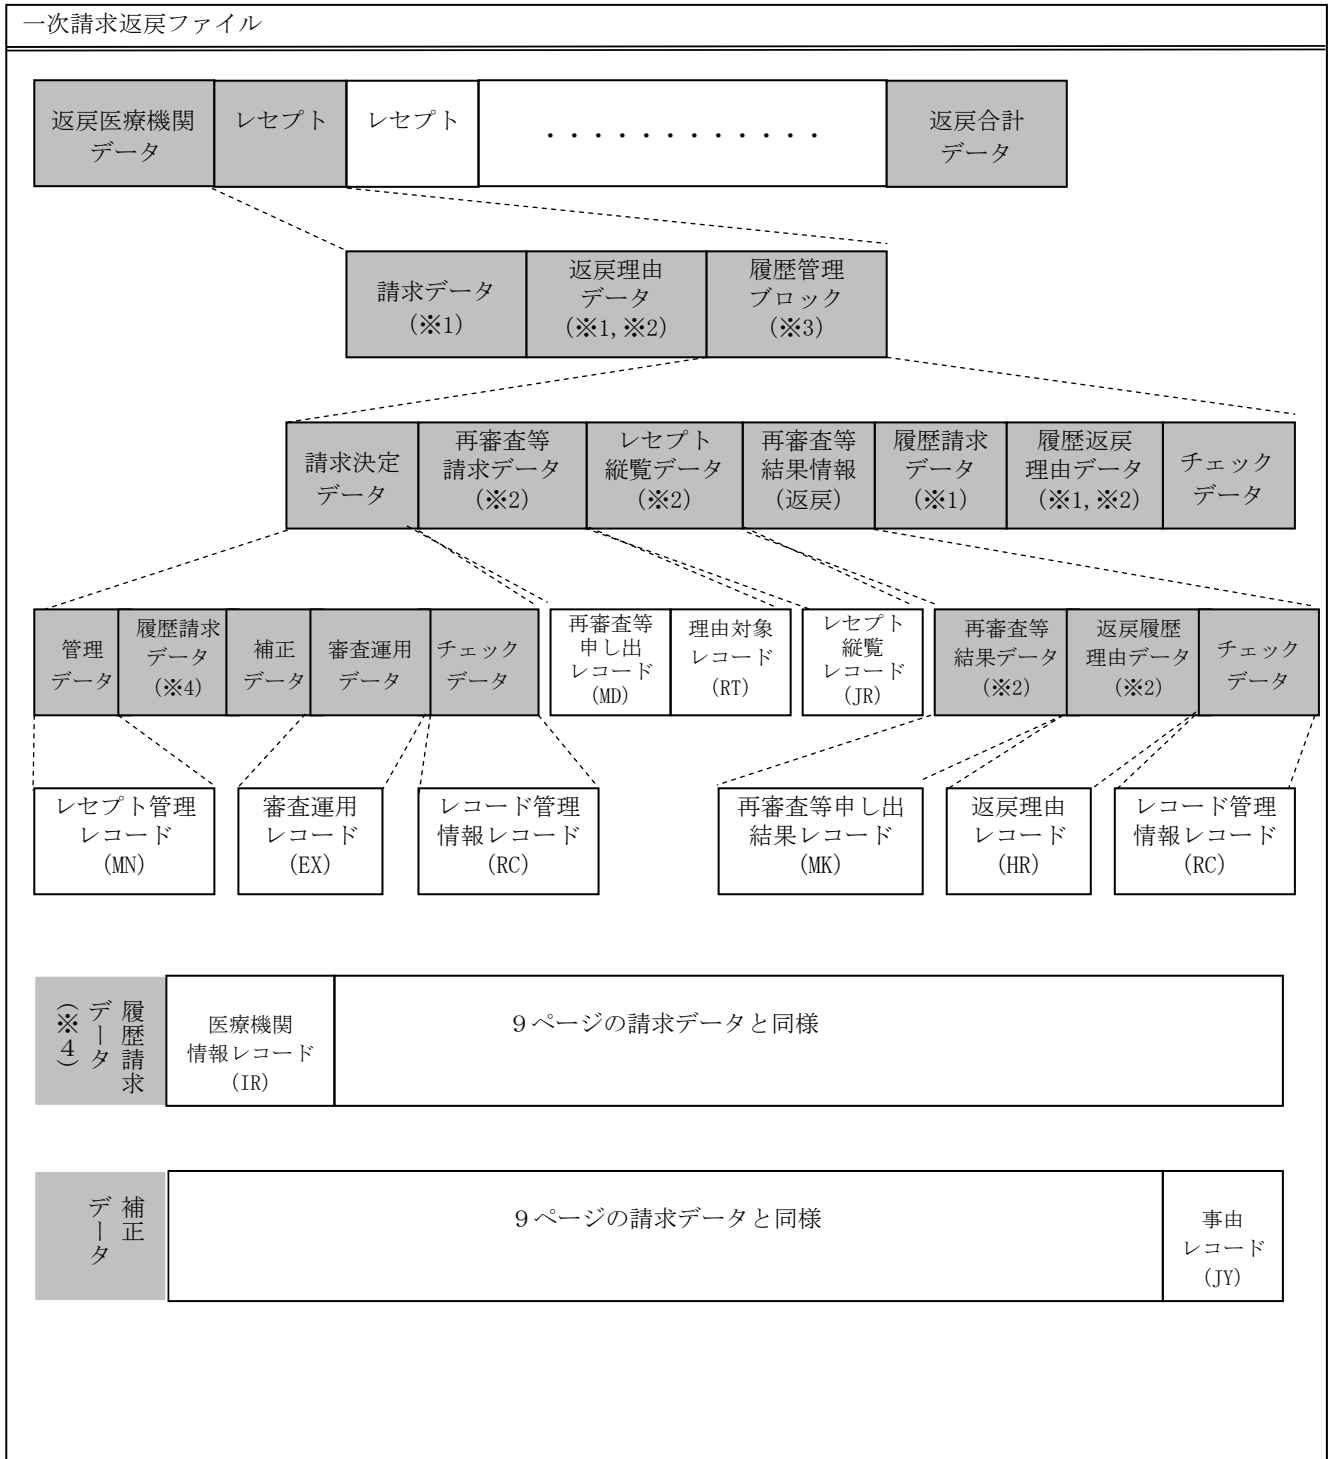 一次請求返戻ファイル
返戻医療機関
データ
レセプト
レセプト
・・・・・・・・・・・・
返戻合計
データ
請求データ
(※1)
返戻理由
データ
(※1,※2)
履歴管理
ブロック
(※3)
請求決定
データ
再審査等
請求データ
(※2)
レセプト
縦覧データ
(※2)
再審査等
結果情報
(返戻)
履歴請求
データ
(※1)
履歴返戻
理由データ
(※1,※2)
チェック
データ
管理
データ
履歴請求
データ
(※4)
補正
データ
審査運用
データ
チェック
データ
再審査等
申し出
レコード
(MD)
理由対象
レコード
(RT)
レセプト
縦覧
レコード
(JR)
再審査等
結果データ
(※2)
返戻履歴
理由データ
(※2)
チェック
データ
レセプト管理
レコード
(MN)
審査運用
レコード
(EX)
レコード管理
情報レコード
(RC)
再審査等申し出
結果レコード
(MK)
返戻理由
レコード
(HR)
レコード管理
情報レコード
(RC)
履歴請求
データ
(※4)
医療機関
情報レコード
(IR)
9ページの請求データと同様
補正
データ
9ページの請求データと同様
事由
レコード
(JY)